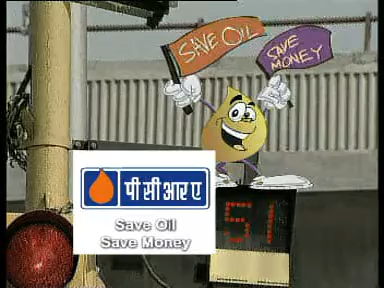 SAVE OIL
SAVE
MONEY
पी सी आर ए
Save Oil
Save Money
51